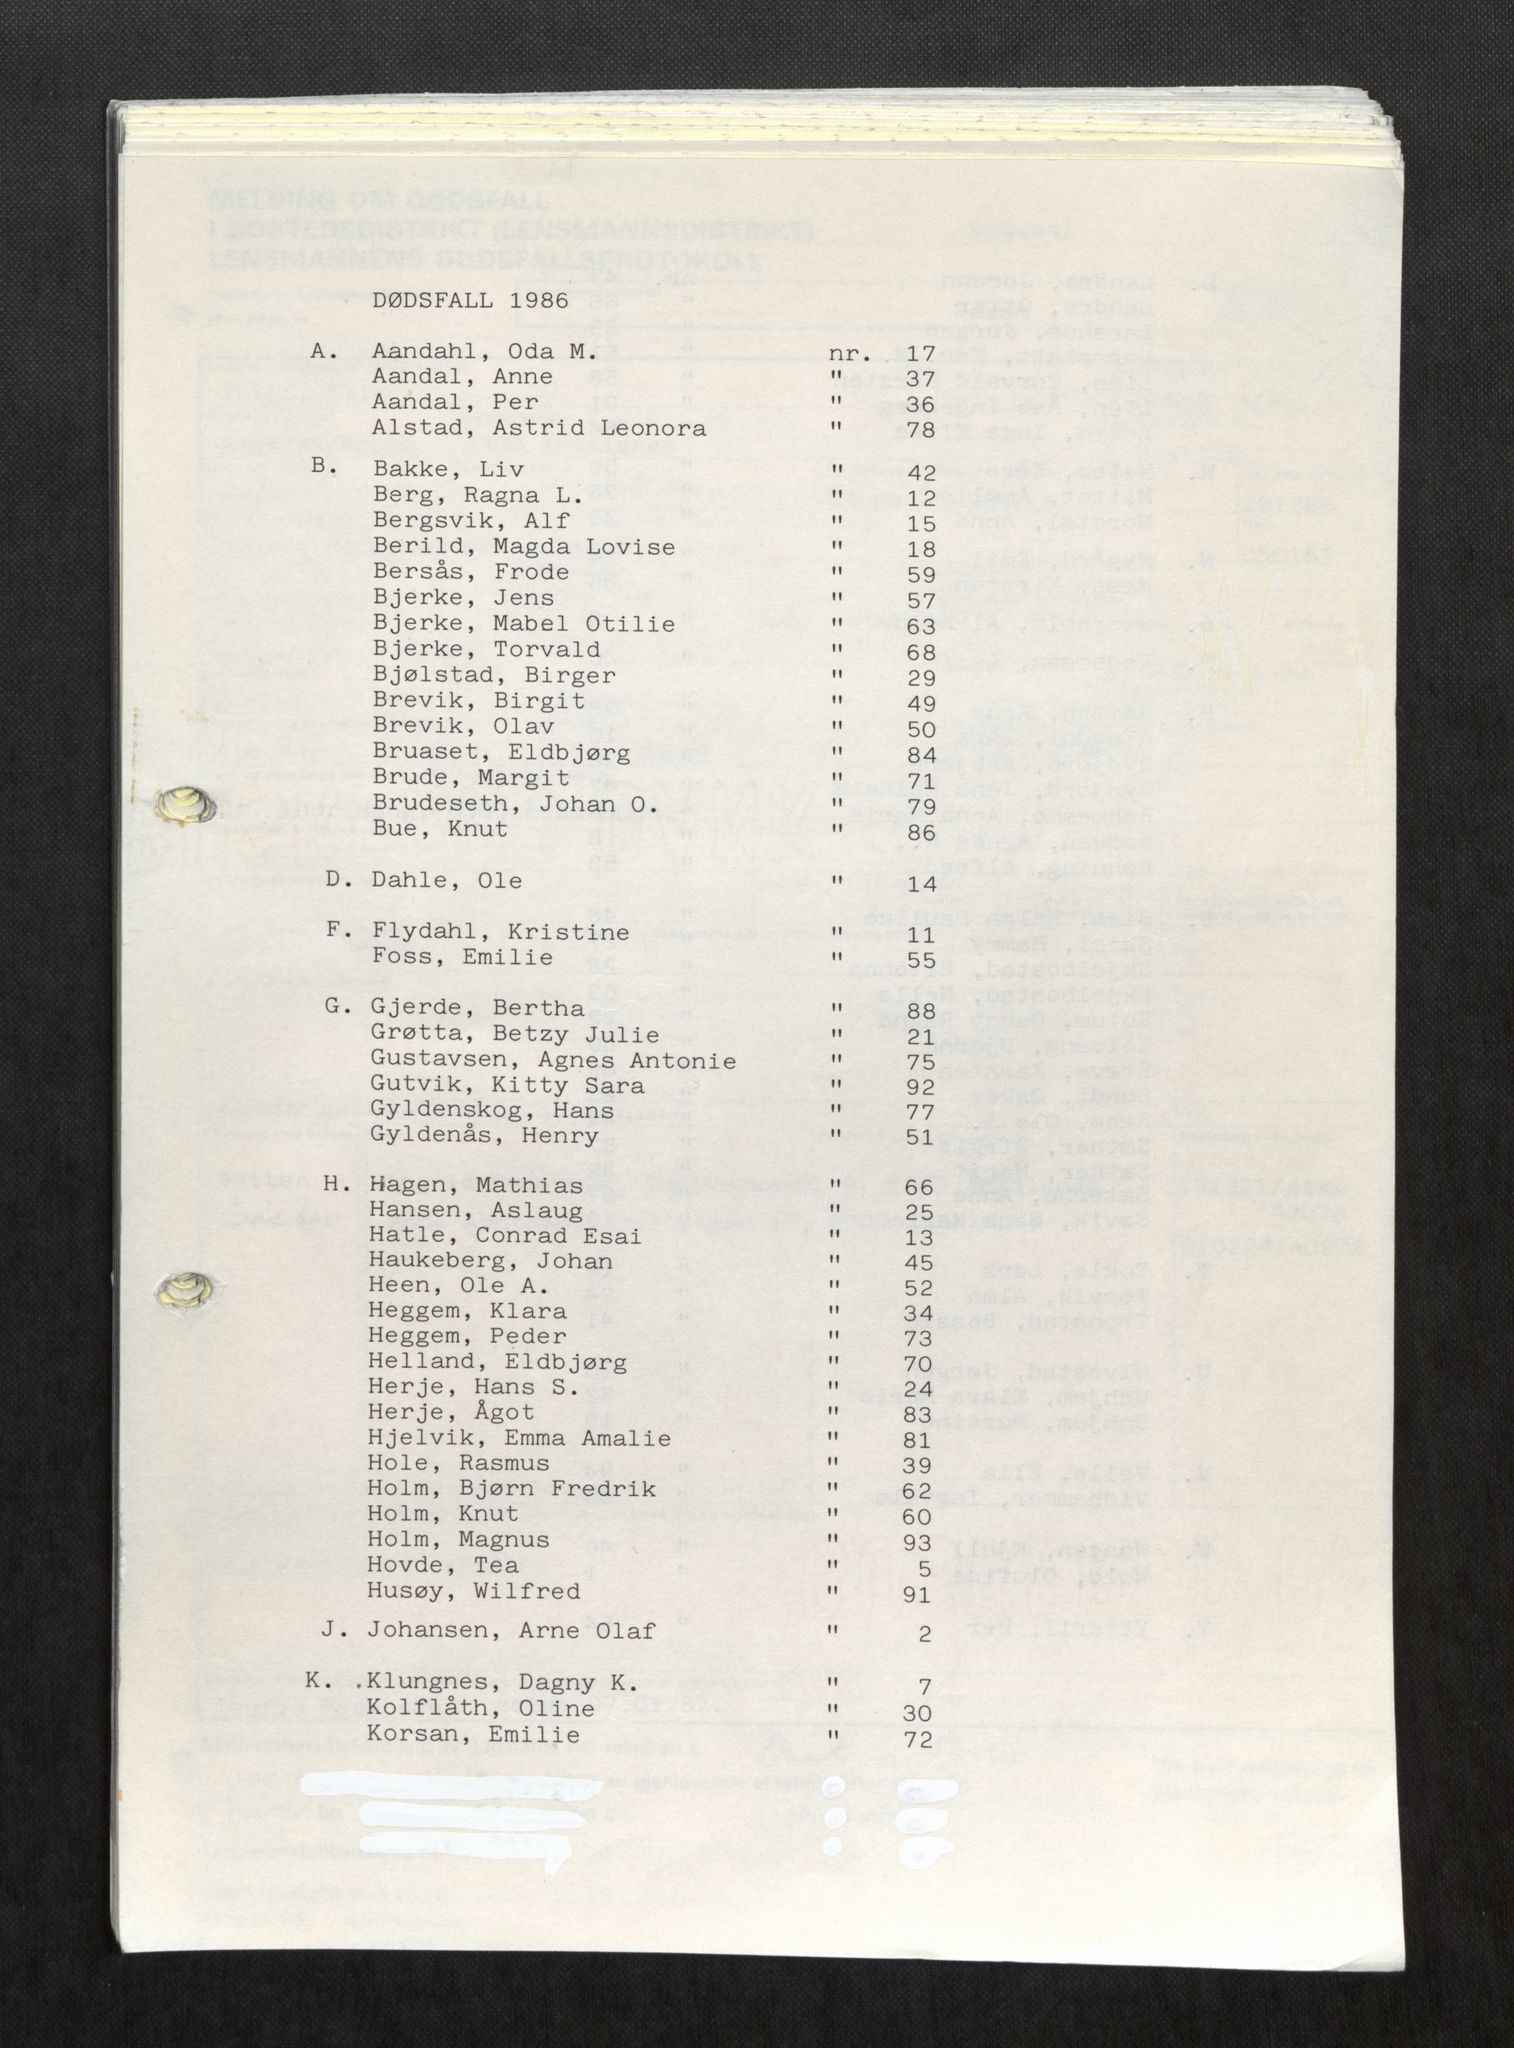 DØDSFALL 1986
A. Aandahl, Oda M. nr. 17
Aandal, Anne " 37
Aandal, Per " 36
Alstad, Astrid Leonora " 78
B. Bakke, Liv " 42
Berg, Ragna L. " 12
Bergsvik, Alf " 15
Berild, Magda Lovise " 18
Bersås, Frode " 59
Bjerke, Jens " 57
Bjerke, Mabel Otilie " 63
Bjerke, Torvald " 68
Bjølstad, Birger " 29
Brevik, Birgit " 49
Brevik, Olav " 50
Bruaset, Eldbjørg " 84
Brude, Margit " 71
Brudeseth, Johan O. " 79
Bue, Knut " 86
D. Dahle, Ole " 14
F. Flydahl, Kristine " 11
Foss, Emilie " 55
G. Gjerde, Bertha " 88
Grøtta, Betzy Julie " 21
Gustavsen, Agnes Antonie " 75
Gutvik, Kitty Sara " 92
Gyldenskog, Hans " 77
Gyldenås, Henry " 51
H. Hagen, Mathias " 66
Hansen, Aslaug " 25
Hatle, Conrad Esai " 13
Haukeberg, Johan " 45
Heen, Ole A. " 52
Heggem, Klara " 34
Heggem, Peder " 73
Helland, Eldbjørg " 70
Herje, Hans S. " 24
Herje, Ågot " 83
Hjelvik, Emma Amalie " 81
Hole, Rasmus " 39
Holm, Bjørn Fredrik " 62
Holm, Knut " 60
Holm, Magnus " 93
Hovde, Tea " 5
Husøy, Wilfred " 91
J. Johansen, Arne Olaf " 2
K. .Klungnes, Dagny K. " 7
Kolflåth, Oline " 30
Korsan, Emilie " 72